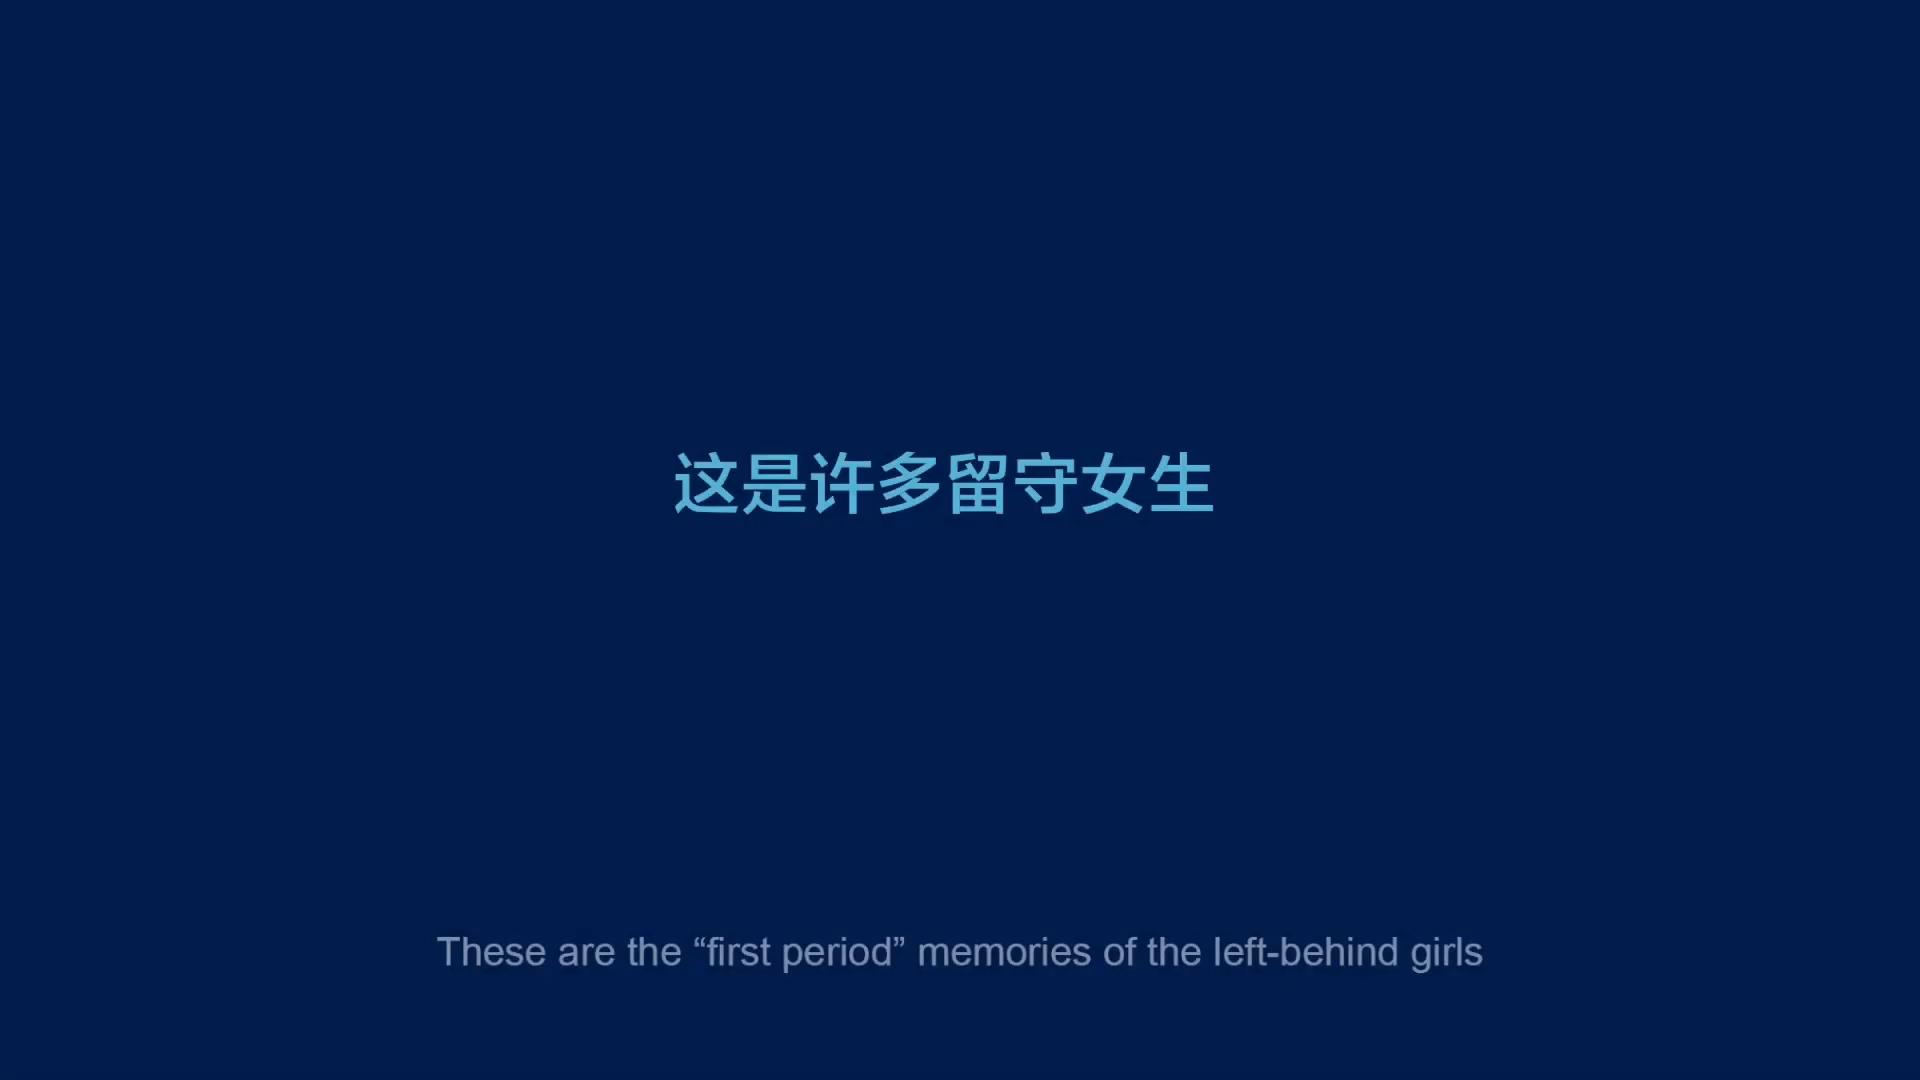 这是许多留守女生
These are the “first period” memories of the left-behind girls